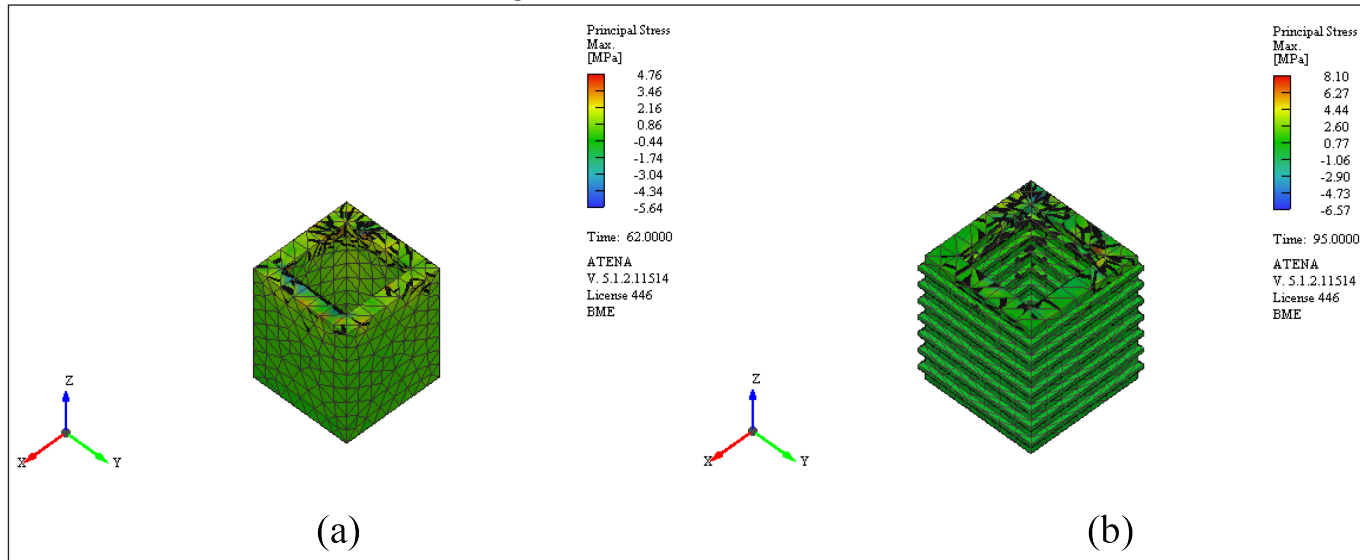 Principal Stress
Max.
[MPa]
4.76
3.46
2.16
0.86
-0.44
-1.74
-3.04
-4.34
-5.64
Time: 62.0000
ATENA
V. 5.1.2.11514
License 446
BME
Z
X
Y
(a)
Principal Stress
Max.
[MPa]
8.10
6.27
4.44
2.60
0.77
-1.06
-2.90
-4.73
-6.57
Time: 95.0000
ATENA
V. 5.1.2.11514
License 446
BME
Z
X
Y
(b)